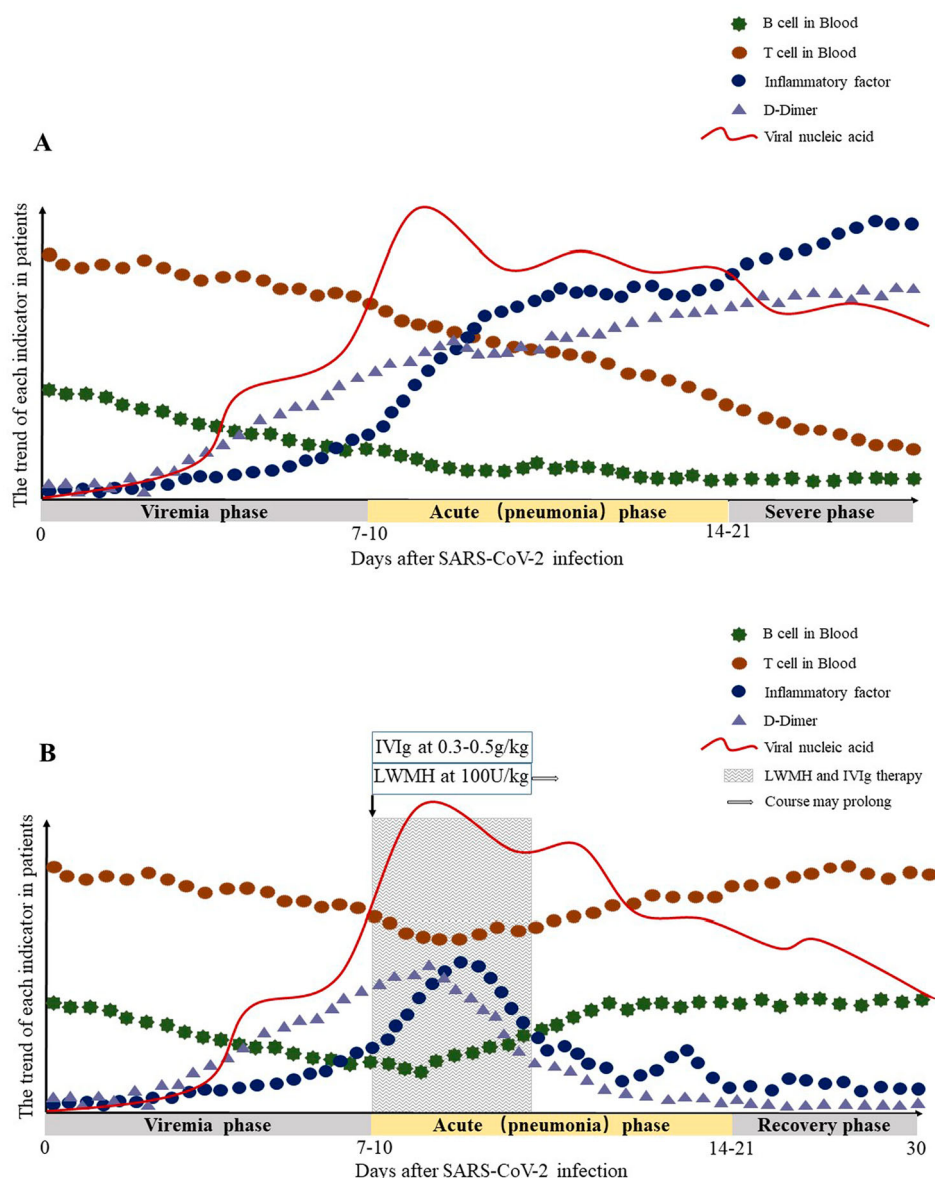 B cell in Blood
T cell in Blood
Inflammatory factor
D-Dimer
Viral nucleic acid
A
The trend of each indicator in patients
Viremia phase
Acute (pneumonia) phase
Severe phase
0
7-10
14-21
Days after SARS-CoV-2 infection
B cell in Blood
T cell in Blood
Inflammatory factor
D-Dimer
Viral nucleic acid
LWMH and IVIg therapy
Course may prolong
B
IVIg at 0.3-0.5g/kg
LWMH at 100U/kg
The trend of each indicator in patients
Viremia phase
Acute (pneumonia) phase
Recovery phase
0
7-10
14-21
30
Days after SARS-CoV-2 infection